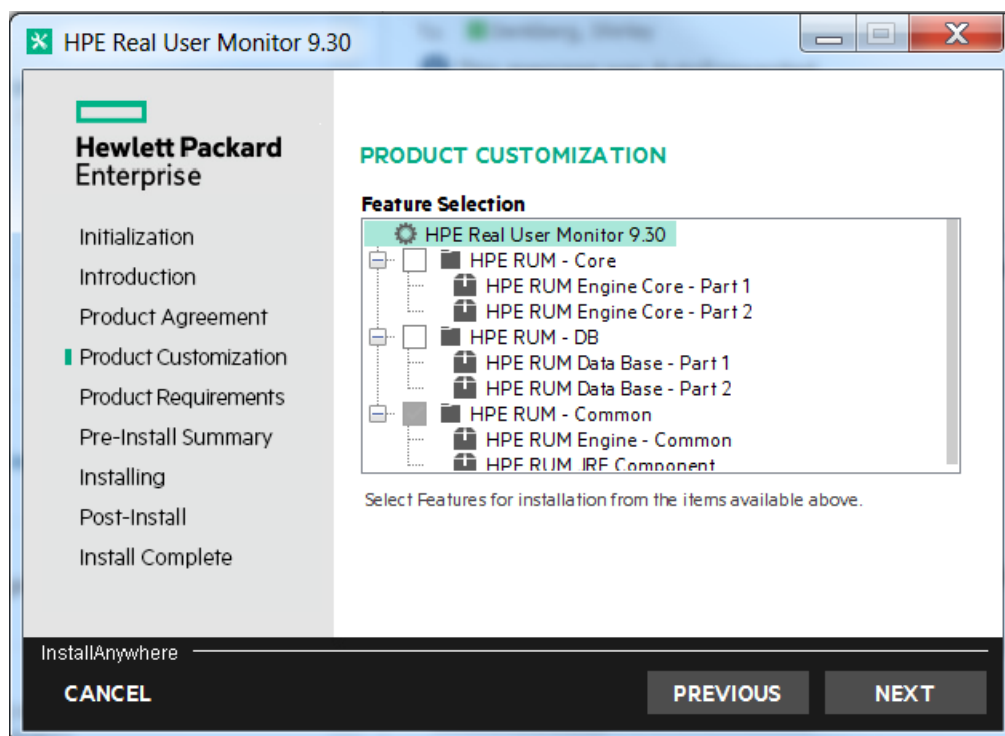 HPE Real User Monitor 9.30
Hewlett Packard
Enterprise
Initialization
Introduction
Product Agreement
Product Customization
Product Requirements
Pre-Install Summary
Installing
Post-Install
Install Complete
PRODUCT CUSTOMIZATION
Feature Selection
HPE Real User Monitor 9.30
HPE RUM - Core
HPE RUM Engine Core - Part 1
HPE RUM Engine Core - Part 2
HPE RUM - DB
HPE RUM Data Base - Part 1
HPE RUM Data Base - Part 2
HPE RUM - Common
HPE RUM Engine - Common
HPE RUM JRE Component
Select Features for installation from the items available above.
InstallAnywhere
CANCEL
PREVIOUS
NEXT